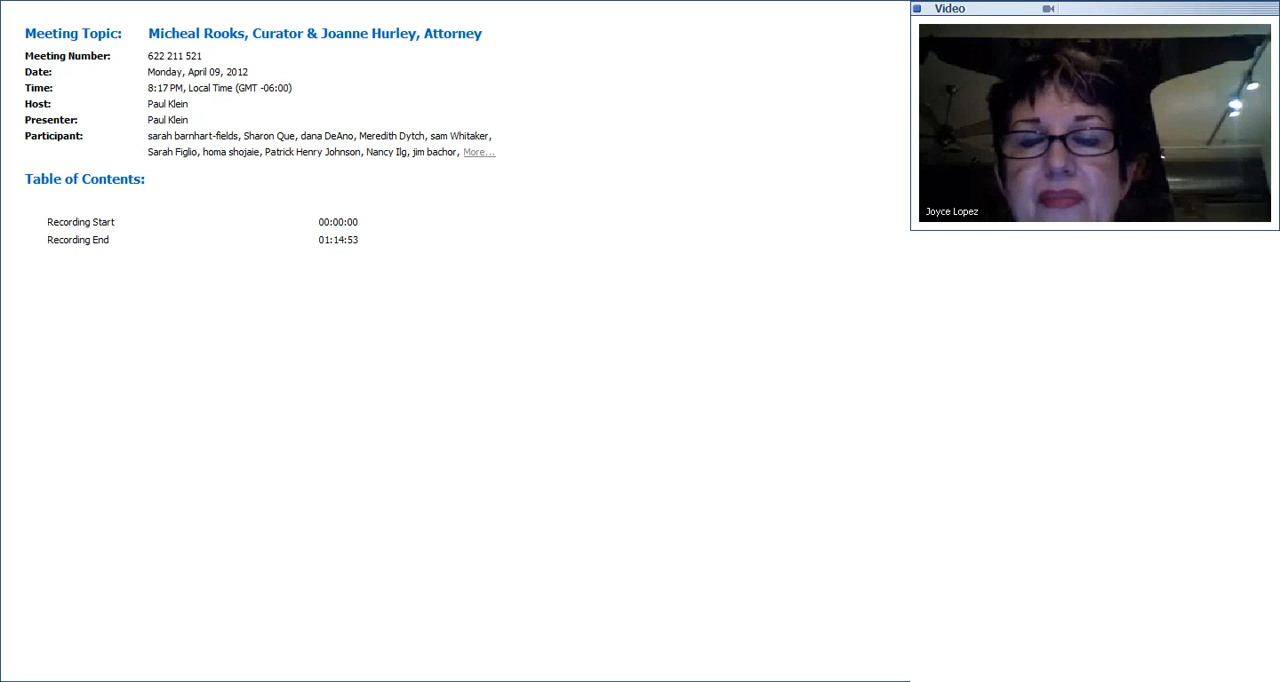 Meeting Topic: Micheal Rooks, Curator & Joanne Hurley, Attorney
Meeting Number: 622 211 521
Date: Monday, April 09, 2012
Time: 8:17 PM, Local Time (GMT -06:00)
Host: Paul Klein
Presenter: Paul Klein
Participant: sarah barnhart-fields, Sharon Que, dana DeAno, Meredith Dytch, sam Whitaker,
Sarah Figlio, homa shojaie, Patrick Henry Johnson, Nancy Ilg, jim bachor, More...
Table of Contents:
Recording Start 00:00:00
Recording End 01:14:53
Video
Joyce Lopez